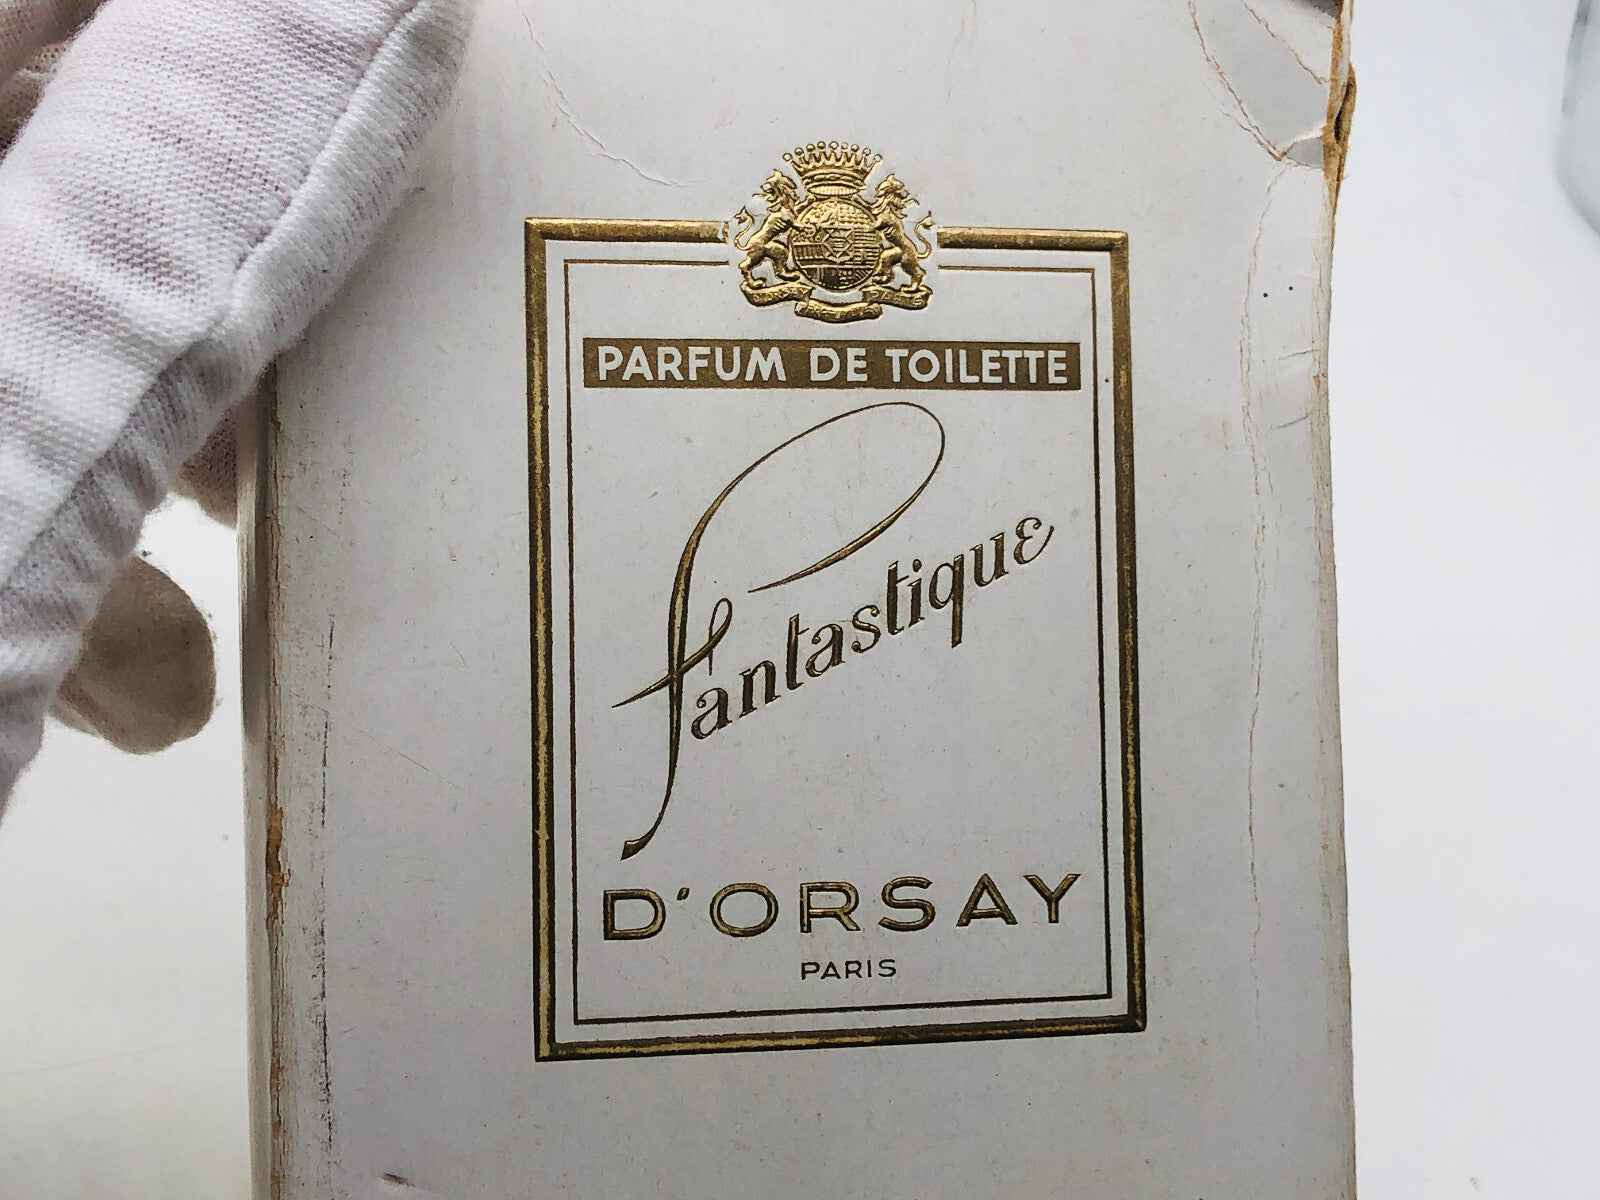 PARFUM DE TOILETTE
Fantastique
D'ORSAY
PARIS